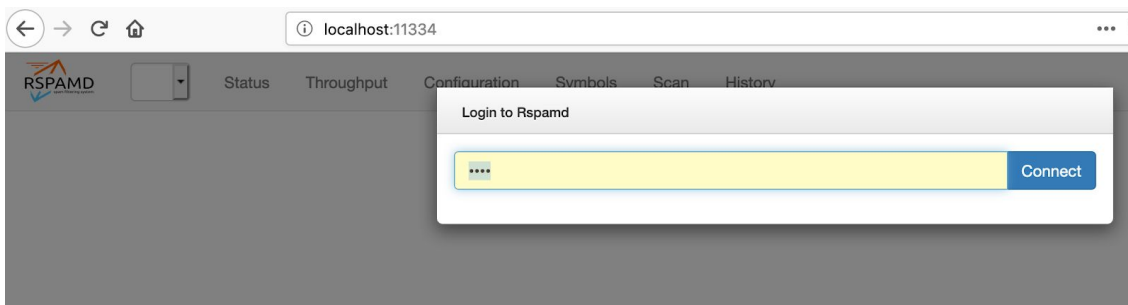 localhost:11334
RSPAMD
Status Throughput Configuration Symbols Scan History
Login to Rspamd
••••
Connect